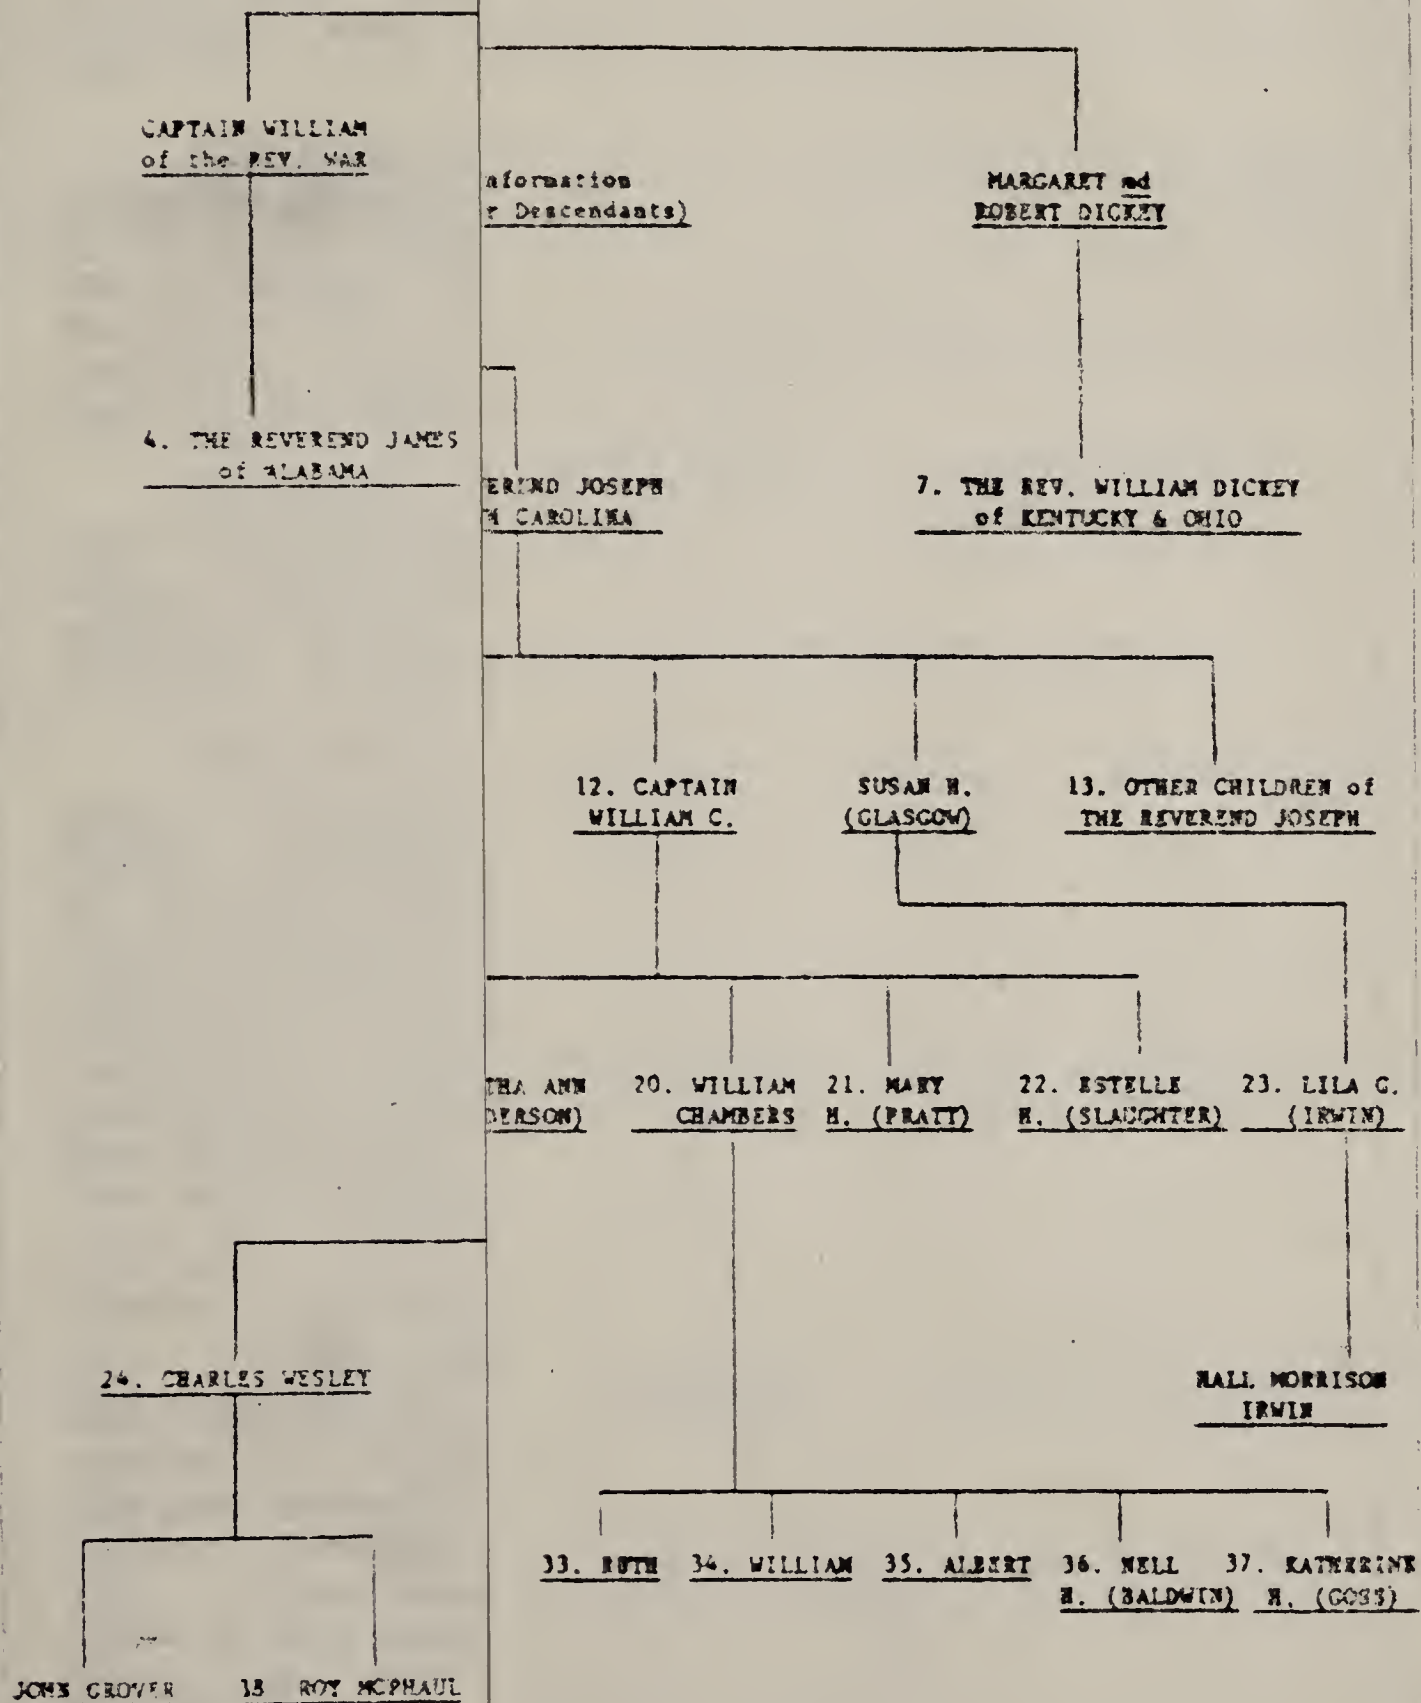 CAPTAIN WILLIAM
of the REV. WAR
nformation
r Descendants)
MARGARET md
ROBERT DICKEY
4. THE REVEREND JAMES
of ALABAMA
EREND JOSEPH
H CAROLINA
7. THE REV. WILLIAM DICKEY
of KENTUCKY & OHIO
12. CAPTAIN
WILLIAM C.
SUSAN H.
(GLASGOW)
13. OTHER CHILDREN of
THE REVEREND JOSEPH
THA ANN
DERSON)
20. WILLIAM
CHAMBERS
21. MARY
H. (PRATT)
22. ESTELLE
H. (SLAUGHTER)
23. LILA G.
(IRWIN)
24. CHARLES WESLEY
HALL MORRISON
IRWIN
33. RUTH
34. WILLIAM
35. ALBERT
36. NELL
H. (BALDWIN)
37. KATHERINE
H. (GOSS)
JOHN GROVER
38 ROY MCPHAUL